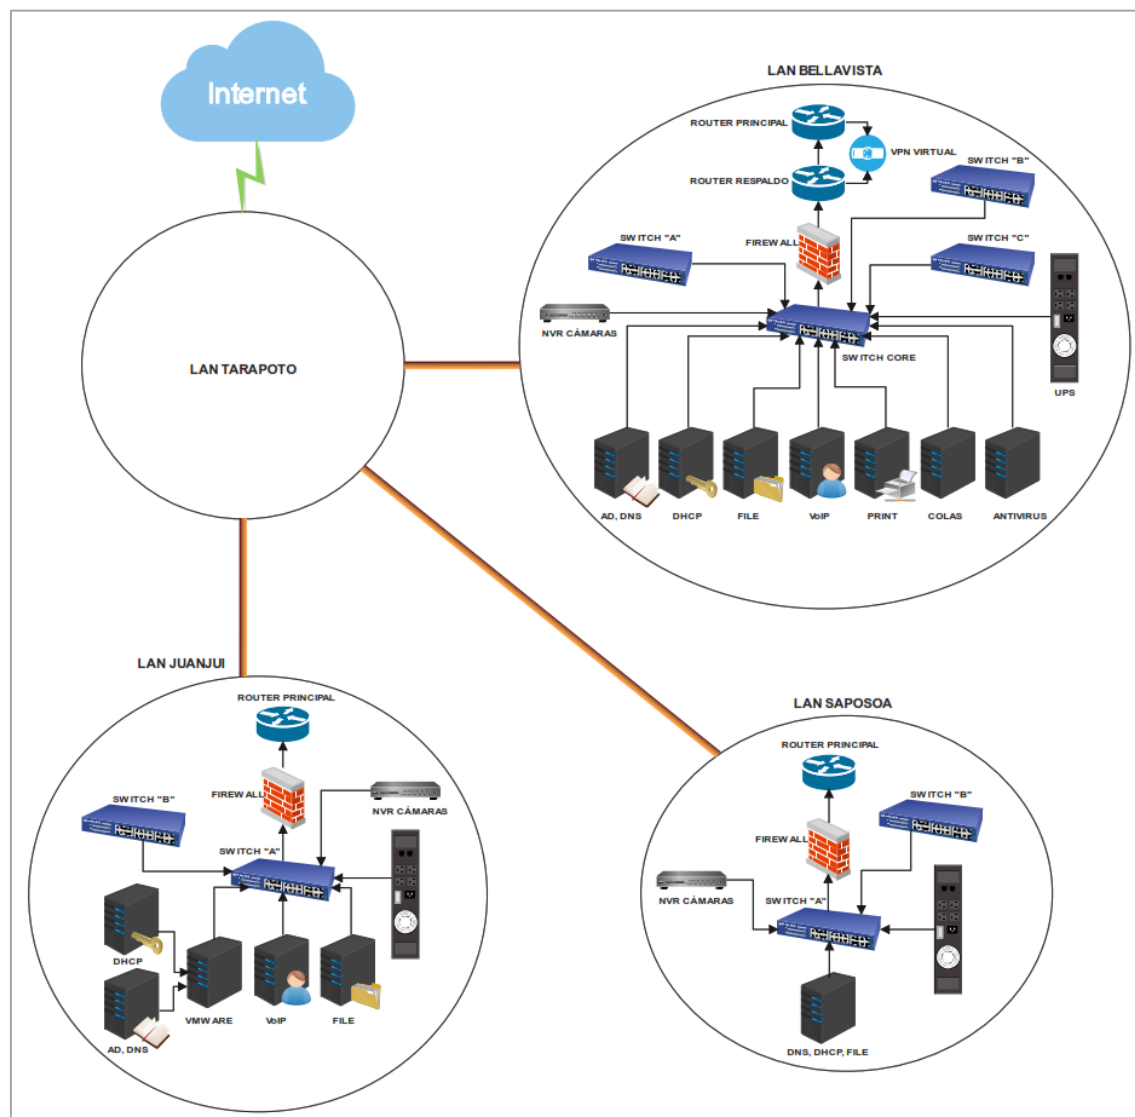 Internet
LAN TARAPOTO
LAN BELLAVISTA
ROUTER PRINCIPAL
VPN VIRTUAL
ROUTER RESPALDO
SWITCH "B"
SWITCH "A"
FIREWALL
SWITCH "C"
NVR CÁMARAS
SWITCH CORE
UPS
AD, DNS
DHCP
FILE
VoIP
PRINT
COLAS
ANTIVIRUS
LAN JUANJUI
ROUTER PRINCIPAL
FIREWALL
SWITCH "B"
NVR CÁMARAS
SWITCH "A"
DHCP
AD, DNS
VMWARE
VoIP
FILE
LAN SAPOSOA
ROUTER PRINCIPAL
SWITCH "B"
FIREWALL
NVR CÁMARAS
SWITCH "A"
DNS, DHCP, FILE